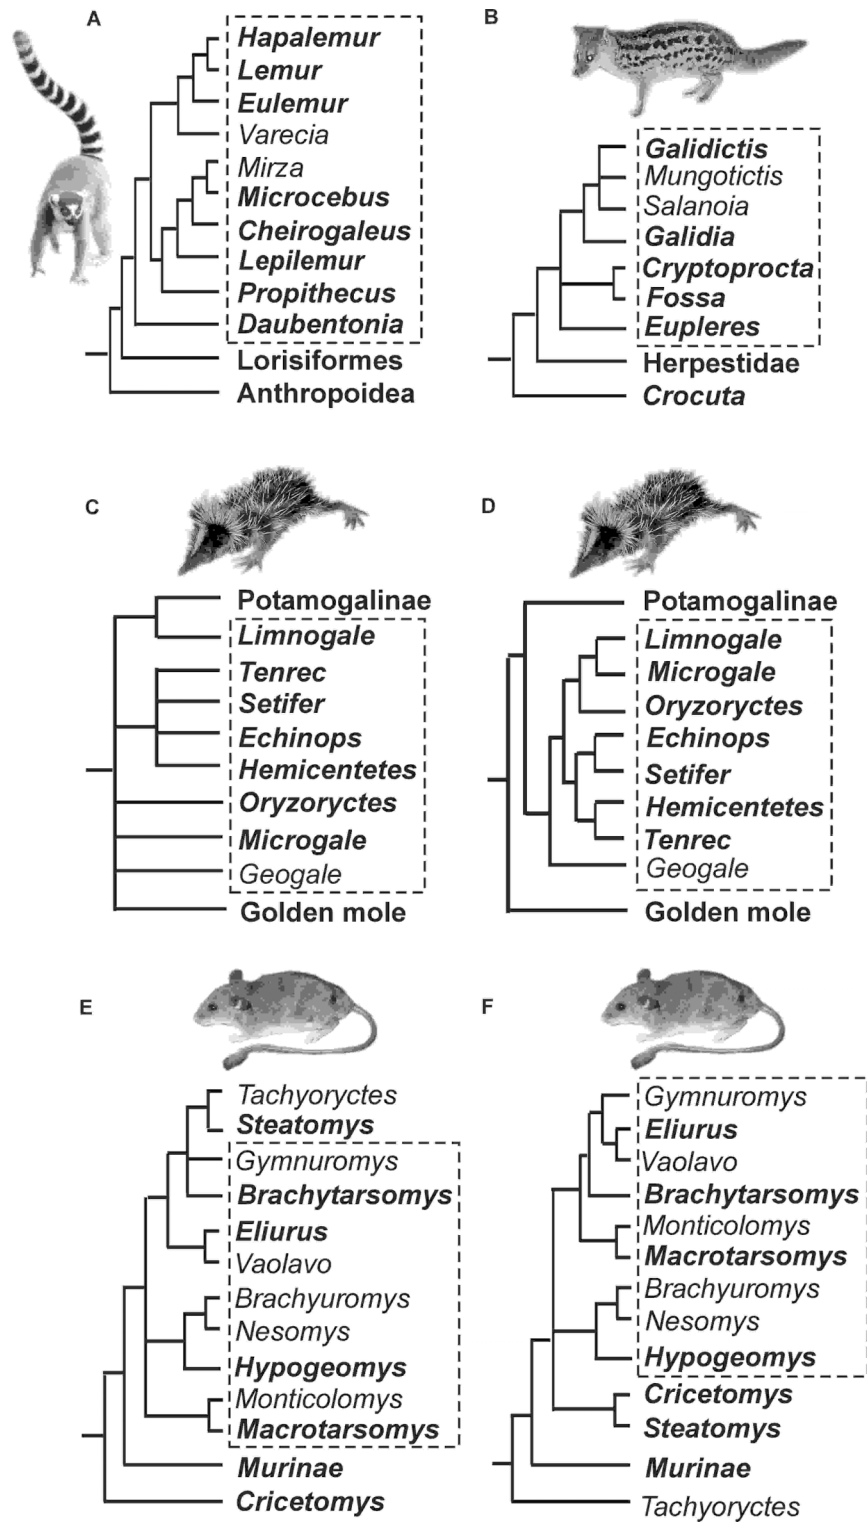 A
Hapalemur
Lemur
Eulemur
Varecia
Mirza
Microcebus
Cheirogaleus
Lepilemur
Propithecus
Daubentonia
Lorisiformes
Anthropoidea
B
Galidictis
Mungotictis
Salanoia
Galidia
Cryptoprocta
Fossa
Eupleres
Herpestidae
Crocuta
C
Potamogalinae
Limnogale
Tenrec
Setifer
Echinops
Hemicentetes
Oryzoryctes
Microgale
Geogale
Golden mole
D
Potamogalinae
Limnogale
Microgale
Oryzoryctes
Echinops
Setifer
Hemicentetes
Tenrec
Geogale
Golden mole
E
Tachyoryctes
Steatomys
Gymnuromys
Brachytarsomys
Eliurus
Vaolavo
Brachyuromys
Nesomys
Hypogeomys
Monticolomys
Macrotarsomys
Murinae
Cricetomys
F
Gymnuromys
Eliurus
Vaolavo
Brachytarsomys
Monticolomys
Macrotarsomys
Brachyuromys
Nesomys
Hypogeomys
Cricetomys
Steatomys
Murinae
Tachyoryctes